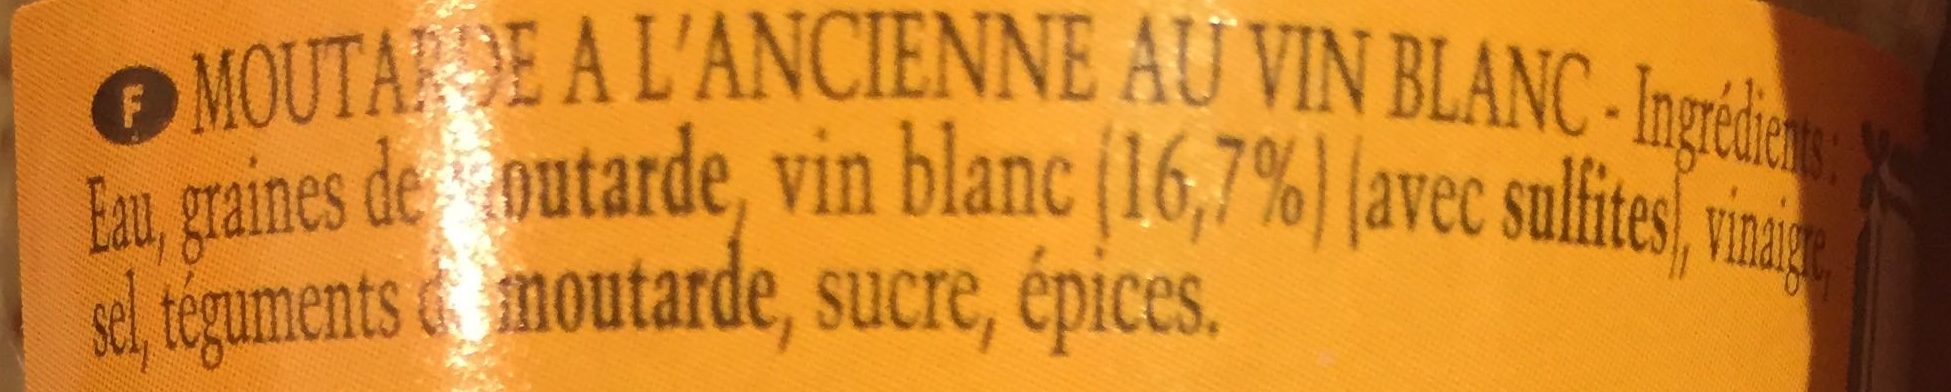 F MOUTARDE A L'ANCIENNE AU VIN BLANC - Ingrédients :
Eau, graines de moutarde, vin blanc (16,7%) (avec sulfites), vinaigre,
sel, téguments de moutarde, sucre, épices.